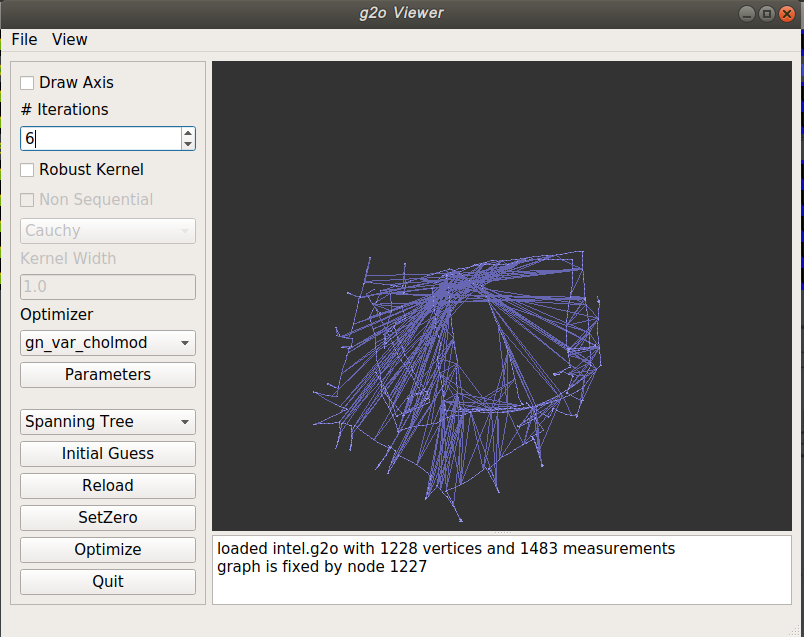 g2o Viewer
File View
Draw Axis
# Iterations
6
Robust Kernel
Non Sequential
Cauchy
Kernel Width
1.0
Optimizer
gn_var_cholmod
Parameters
Spanning Tree
Initial Guess
Reload
SetZero
Optimize
Quit
loaded intel.g2o with 1228 vertices and 1483 measurements
graph is fixed by node 1227